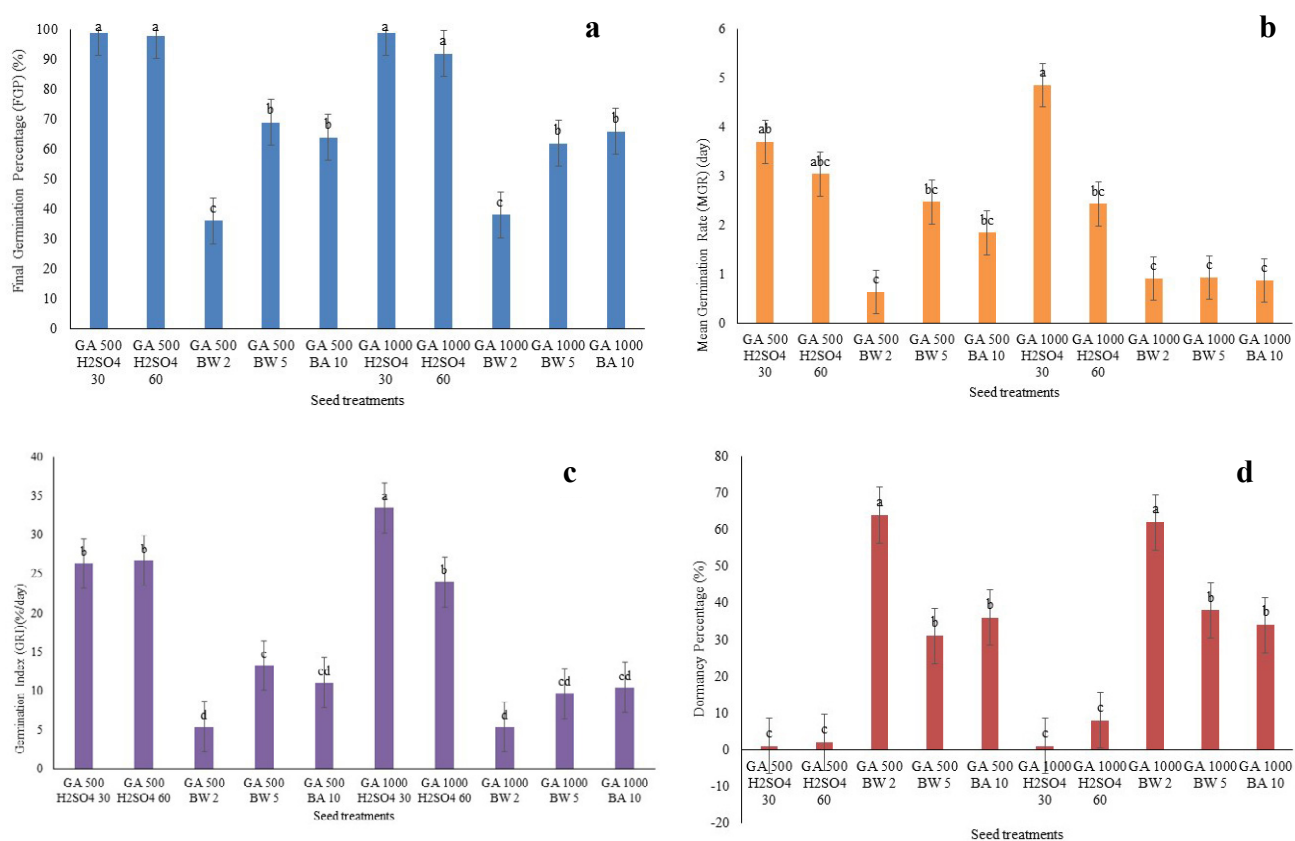 a
Final Germination Percentage (FGP) (%)
100
90
80
70
60
50
40
30
20
10
0
a a c b b a a c b b
GA 500 GA 500 GA 500 GA 500 GA 500 GA 1000 GA 1000 GA 1000 GA 1000 GA 1000
H2SO4 H2SO4 BW 2 BW 5 BA 10 H2SO4 H2SO4 BW 2 BW 5 BA 10
30 60 30 60
Seed treatments
b
Mean Germination Rate (MGR) (day)
6
5
4
3
2
1
0
ab abc c bc bc a bc c c c
GA 500 GA 500 GA 500 GA 500 GA 500 GA 1000 GA 1000 GA 1000 GA 1000 GA 1000
H2SO4 H2SO4 BW 2 BW 5 BA 10 H2SO4 H2SO4 BW 2 BW 5 BA 10
30 60 30 60
Seed treatments
c
Germination Index (GRI)(%/day)
40
35
30
25
20
15
10
5
0
b b d c cd a b d cd cd
GA 500 GA 500 GA 500 GA 500 GA 500 GA 1000 GA 1000 GA 1000 GA 1000 GA 1000
H2SO4 30 H2SO4 60 BW 2 BW 5 BA 10 H2SO4 30 H2SO4 60 BW 2 BW 5 BA 10
Seed treatments
d
Dormancy Percentage (%)
80
70
60
50
40
30
20
10
0
-10
-20
c c a b b c c a b b
GA 500 GA 500 GA 500 GA 500 GA 500 GA 1000 GA 1000 GA 1000 GA 1000 GA 1000
H2SO4 H2SO4 BW 2 BW 5 BA 10 H2SO4 H2SO4 BW 2 BW 5 BA 10
30 60 30 60
Seed treatments